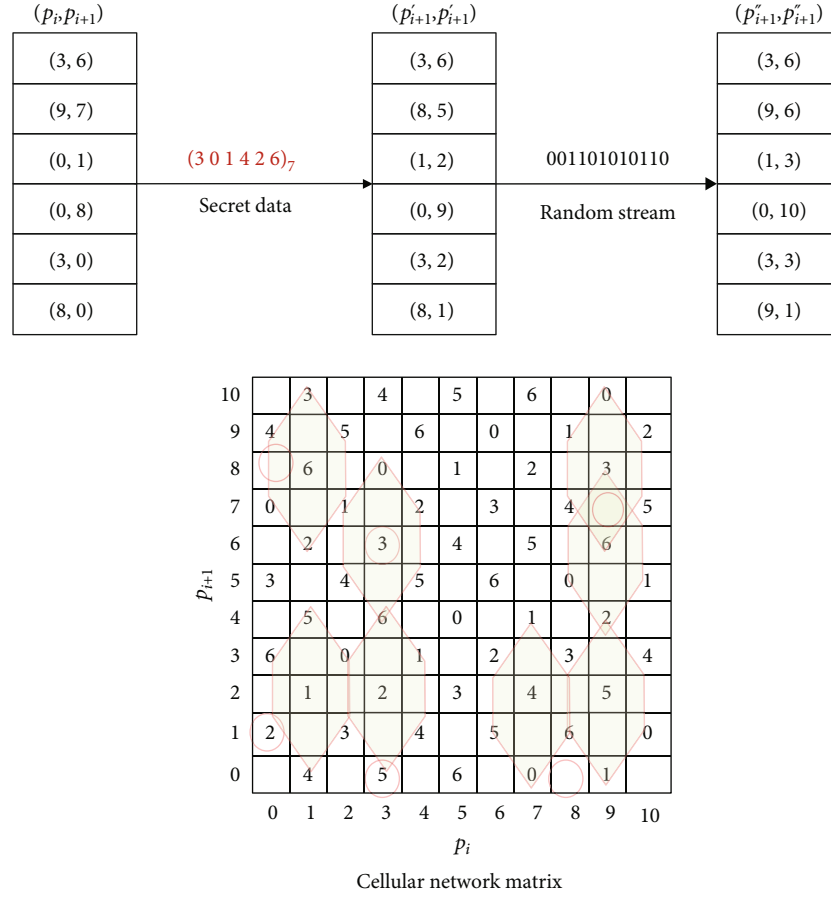 (p_i, p_{i+1}) (p′_{i+1}, p′_{i+1}) (p″_{i+1}, p″_{i+1})
(3, 6) (3, 6) (3, 6)
(9, 7) (8, 5) (9, 6)
(0, 1) (3 0 1 4 2 6)_7 (1, 2) 001101010110 (1, 3)
(0, 8) Secret data (0, 9) Random stream (0, 10)
(3, 0) (3, 2) (3, 3)
(8, 0) (8, 1) (9, 1)
10 3 4 5 6 0
9 4 5 6 0 1 2
8 6 0 1 2 3
7 0 1 2 3 4 5
6 2 3 4 5 6
5 3 4 5 6 0 1
4 5 6 0 1 2
3 6 0 1 2 3 4
2 1 2 3 4 5
1 2 3 4 5 6 0
0 4 5 6 0 1
p_{i+1}
0 1 2 3 4 5 6 7 8 9 10
p_i
Cellular network matrix